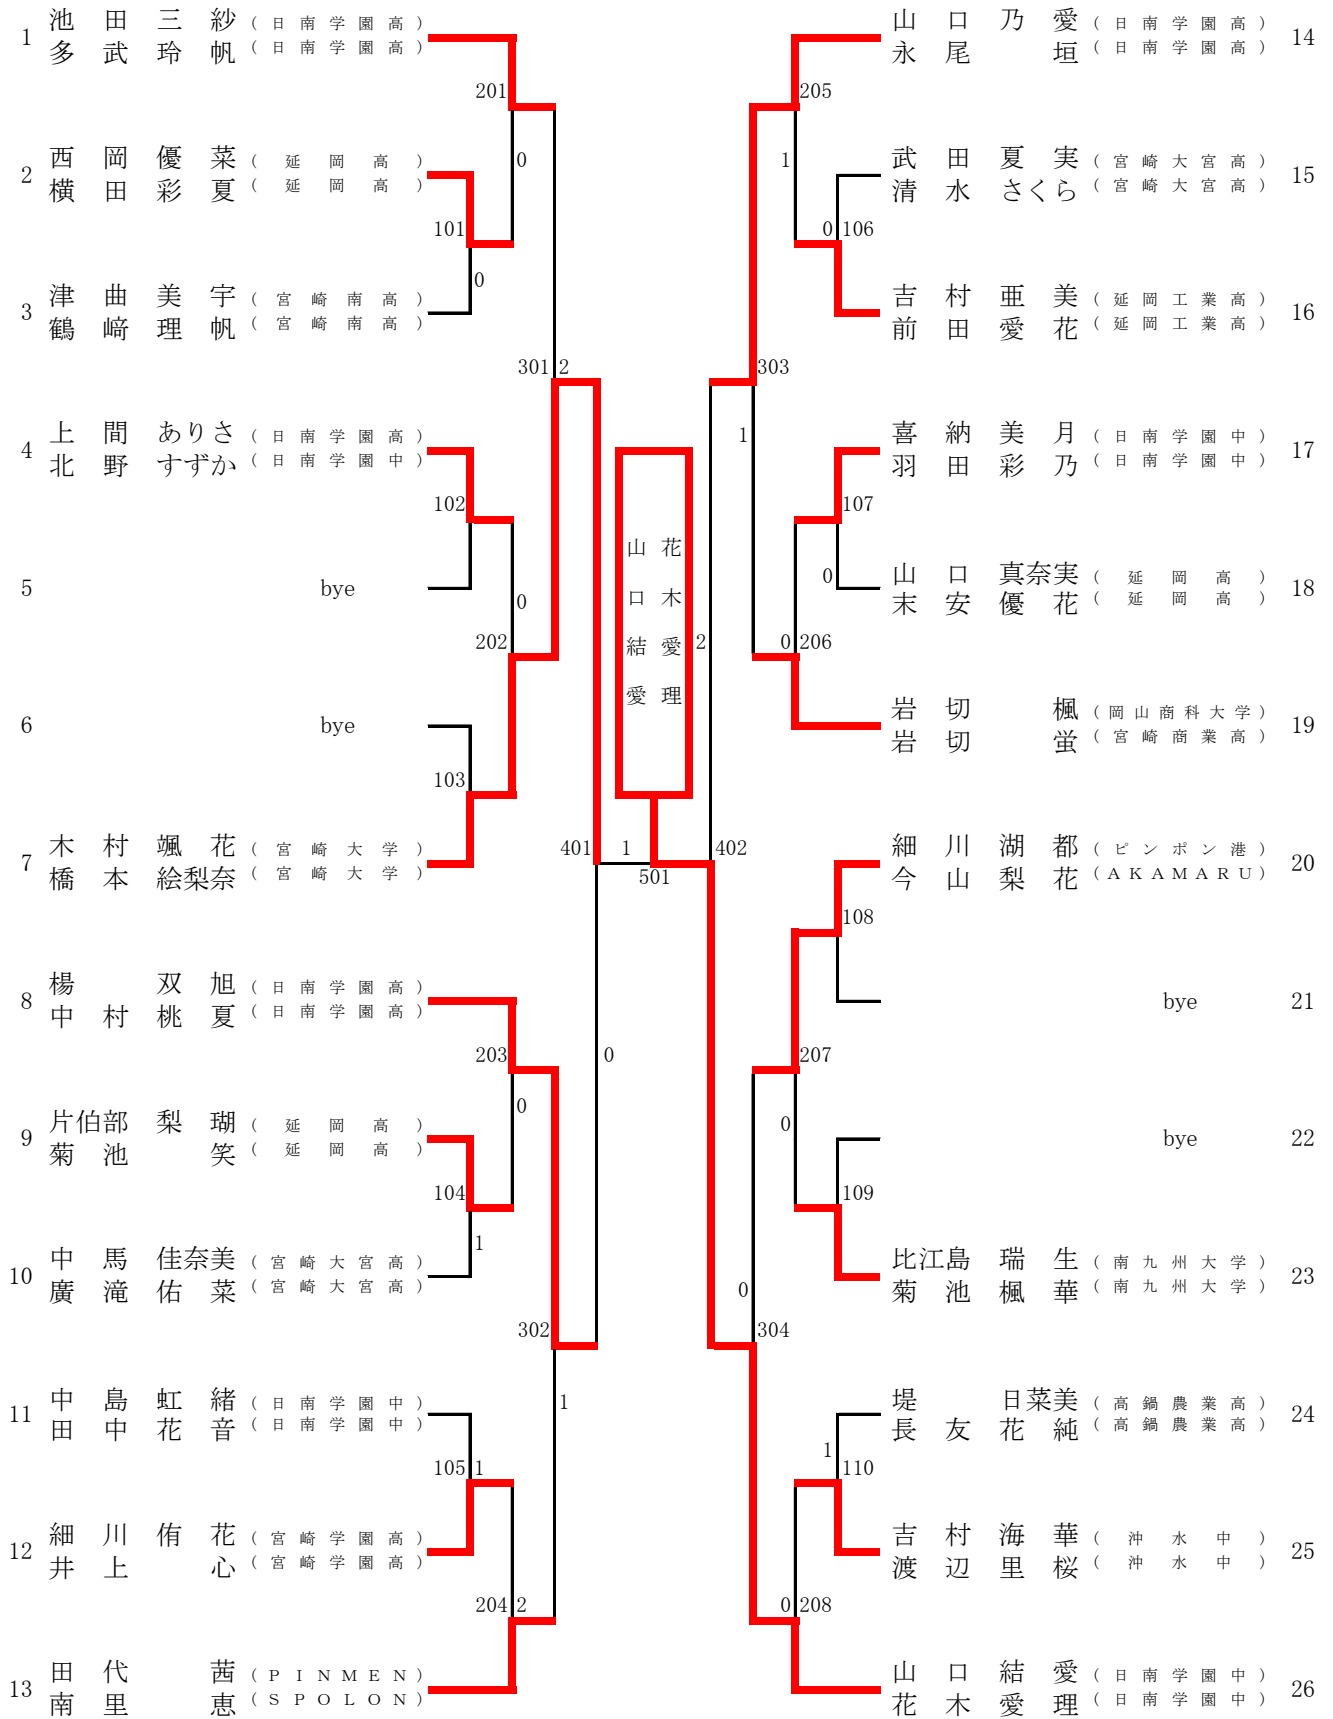 1 池田三紗 (日南学園高)
多武玲帆 (日南学園高)
201
0
2 西岡優菜 (延岡高)
横田彩夏 (延岡高)
101
0
3 津曲美宇 (宮崎南高)
鶴﨑理帆 (宮崎南高)
301 2
4 上間ありさ (日南学園高)
北野すずか (日南学園中)
102
5 bye
0
202
6 bye
103
7 木村颯花 (宮崎大学)
橋本絵梨奈 (宮崎大学)
401
8 楊双旭 (日南学園高)
中村桃夏 (日南学園高)
203
0
0
9 片伯部梨瑚 (延岡高)
菊池笑 (延岡高)
104
1
10 中馬佳奈美 (宮崎大宮高)
廣滝佑菜 (宮崎大宮高)
302
1
11 中島虹緒 (日南学園中)
田中花音 (日南学園中)
105 1
12 細川侑花 (宮崎学園高)
井上心 (宮崎学園高)
204 2
13 田代茜 (PINMEN)
南里恵 (SPOLON)
山口結愛
花木愛理
1
501
山口乃愛 (日南学園高) 14
永尾垣 (日南学園高)
205
1
武田夏実 (宮崎大宮高) 15
清水さくら (宮崎大宮高)
0 106
吉村亜美 (延岡工業高) 16
前田愛花 (延岡工業高)
303
1
喜納美月 (日南学園中) 17
羽田彩乃 (日南学園中)
107
0
山口真奈実 (延岡高) 18
末安優花 (延岡高)
2
0 206
岩切楓 (岡山商科大学) 19
岩切蛍 (宮崎商業高)
402
細川湖都 (ピンポン港) 20
今山梨花 (AKAMARU)
108
bye 21
207
0
bye 22
109
比江島瑞生 (南九州大学) 23
菊池楓華 (南九州大学)
0
304
堤日菜美 (高鍋農業高) 24
長友花純 (高鍋農業高)
1
110
吉村海華 (沖水中) 25
渡辺里桜 (沖水中)
0 208
山口結愛 (日南学園中) 26
花木愛理 (日南学園中)